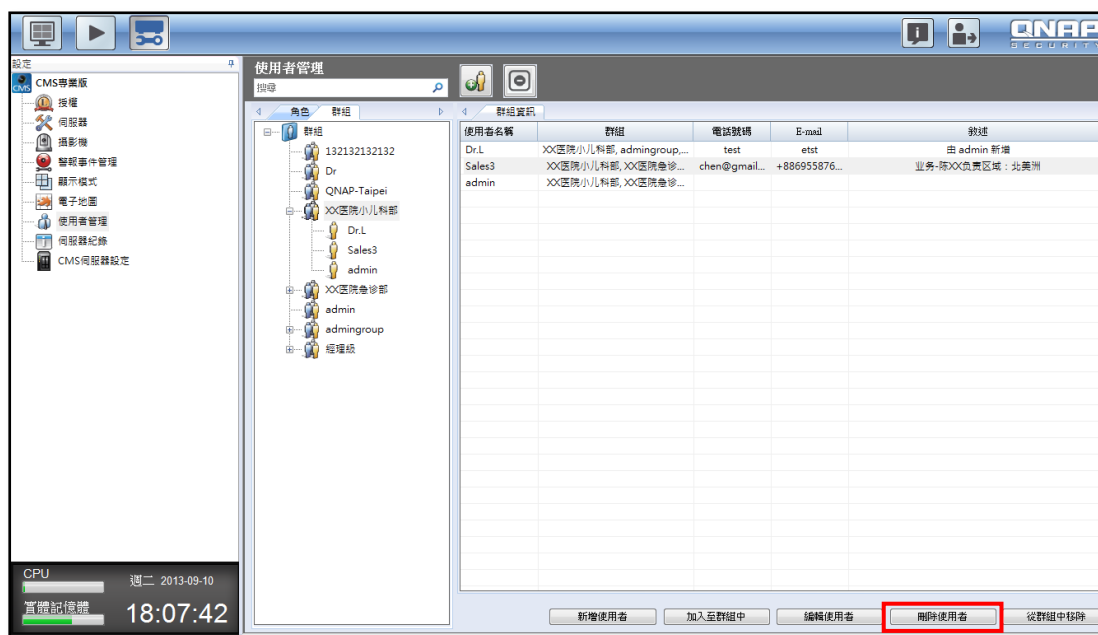 QNAP
SECURITY
設定
CMS專業版
授權
伺服器
攝影機
警報事件管理
顯示模式
電子地圖
使用者管理
伺服器紀錄
CMS伺服器設定
CPU
週二 2013-09-10
實體記憶體
18:07:42
使用者管理
搜尋
角色 群組
群組
132132132132
Dr
QNAP-Taipei
XX医院小儿科部
Dr.L
Sales3
admin
XX医院急诊部
admin
admingroup
經理級
群組資訊
使用者名稱 群組 電話號碼 E-mail 敘述
Dr.L XX医院小儿科部, admingroup,... test etst 由 admin 新增
Sales3 XX医院小儿科部, XX医院急诊... chen@gmail... +886955876... 业务-陈XX负责区域：北美洲
admin XX医院小儿科部, XX医院急诊...
新增使用者 加入至群組中 編輯使用者 刪除使用者 從群組中移除